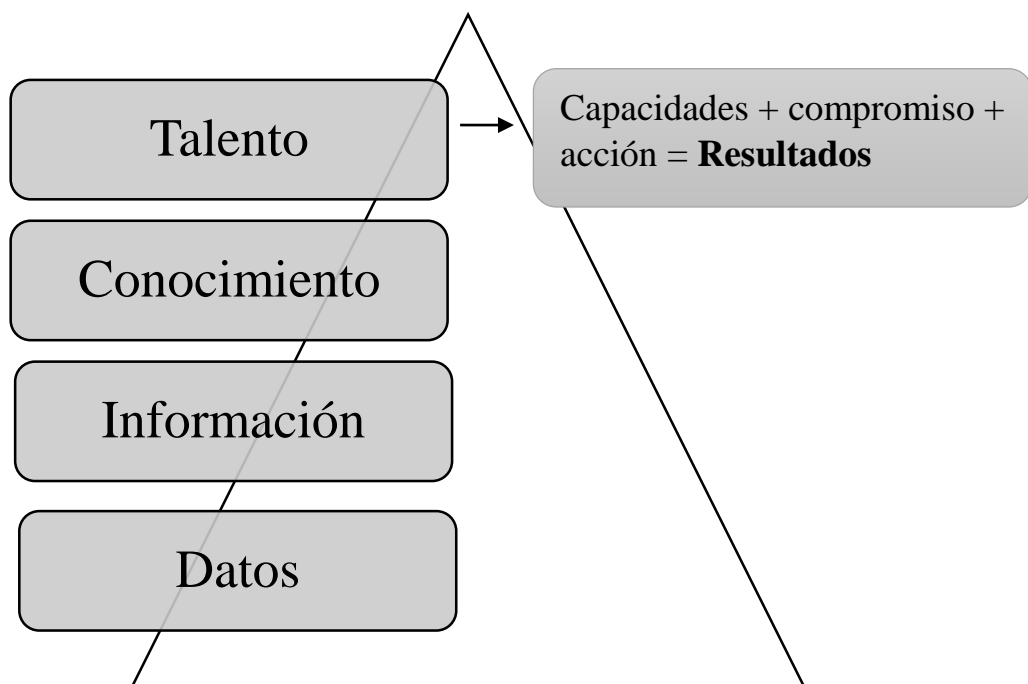 Talento
Capacidades + compromiso +
acción = Resultados
Conocimiento
Información
Datos